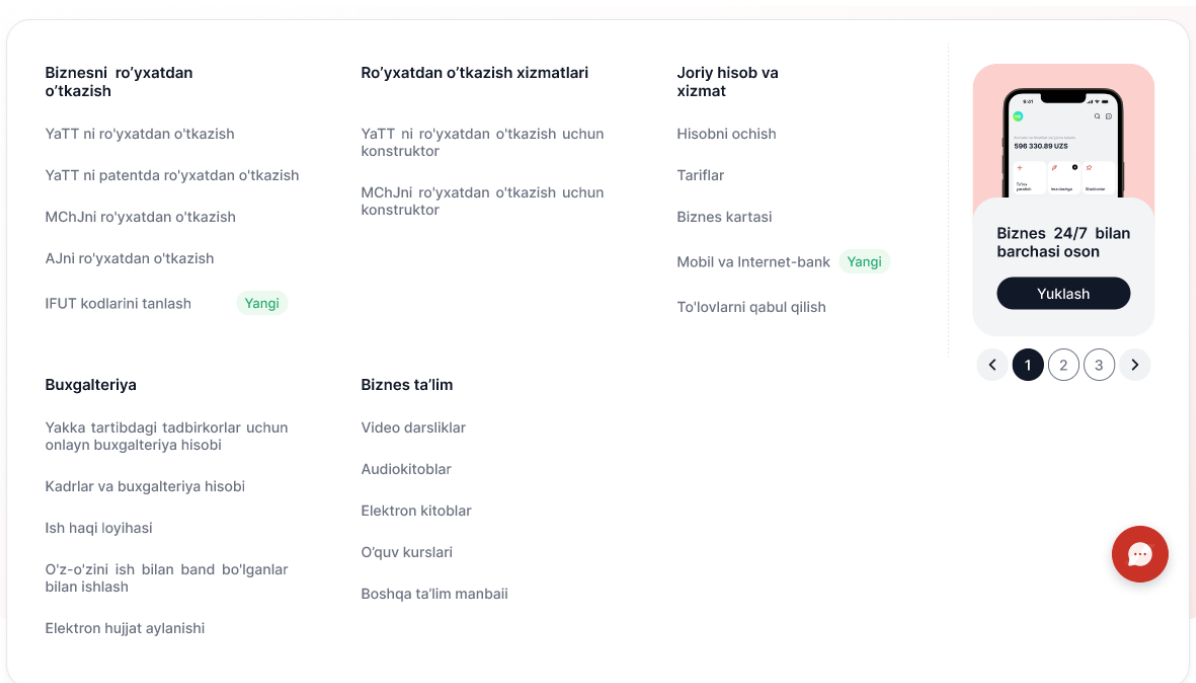 Biznesni ro’yxatdan
o’tkazish
YaTT ni ro'yxatdan o'tkazish
YaTT ni patentda ro'yxatdan o'tkazish
MChJni ro'yxatdan o'tkazish
AJni ro'yxatdan o'tkazish
IFUT kodlarini tanlash Yangi
Ro’yxatdan o’tkazish xizmatlari
YaTT ni ro'yxatdan o'tkazish uchun
konstruktor
MChJni ro'yxatdan o'tkazish uchun
konstruktor
Joriy hisob va
xizmat
Hisobni ochish
Tariflar
Biznes kartasi
Mobil va Internet-bank Yangi
To'lovlarni qabul qilish
9:41
596 330.89 UZS
Biznes 24/7 bilan
barchasi oson
Yuklash
1 2 3
Buxgalteriya
Yakka tartibdagi tadbirkorlar uchun
onlayn buxgalteriya hisobi
Kadrlar va buxgalteriya hisobi
Ish haqi loyihasi
O'z-o'zini ish bilan band bo'lganlar
bilan ishlash
Elektron hujjat aylanishi
Biznes ta’lim
Video darsliklar
Audiokitoblar
Elektron kitoblar
O’quv kurslari
Boshqa ta’lim manbaii